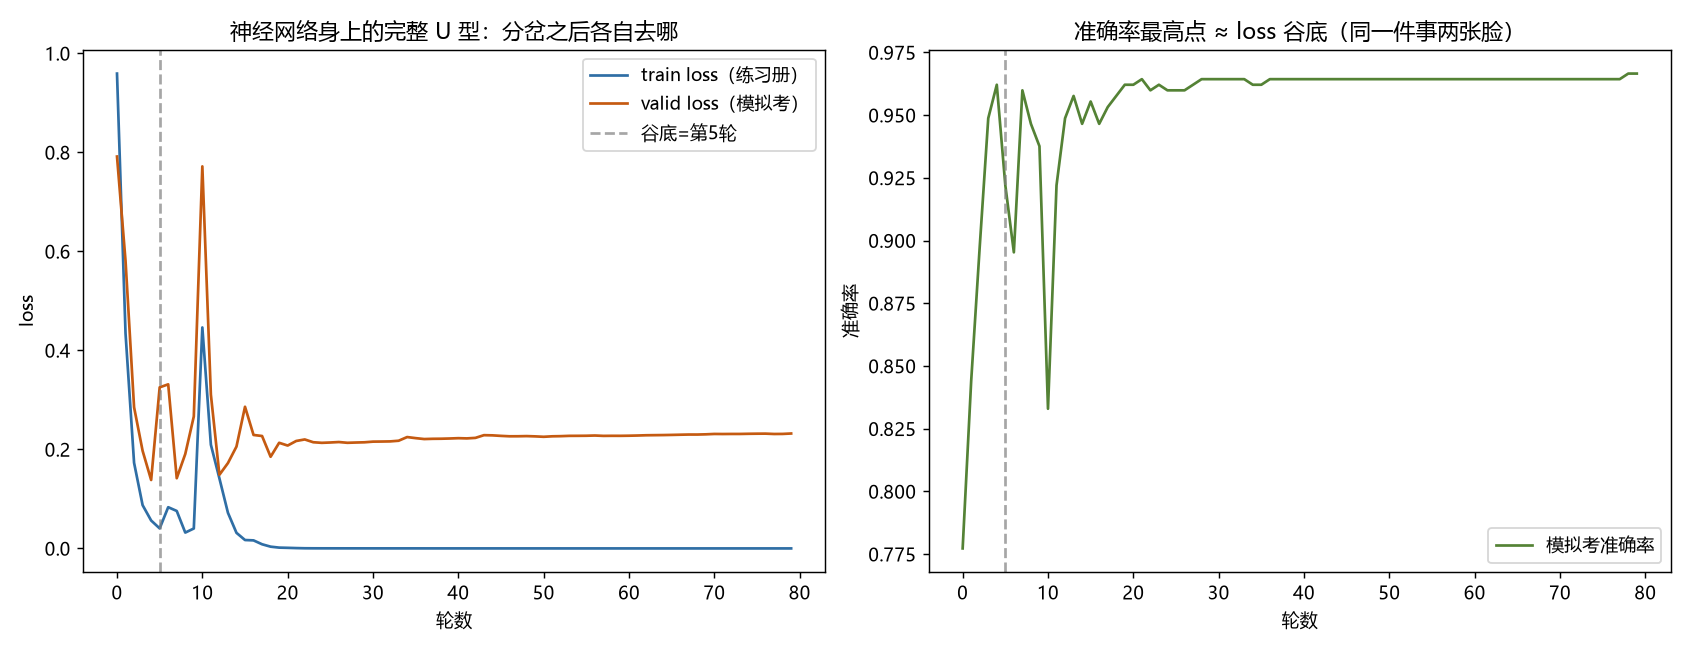 神经网络身上的完整 U 型：分岔之后各自去哪
1.0
0.8
0.6
0.4
0.2
0.0
loss
train loss（练习册）
valid loss（模拟考）
谷底=第5轮
0 10 20 30 40 50 60 70 80
轮数
准确率最高点 ≈ loss 谷底（同一件事两张脸）
0.975
0.950
0.925
0.900
0.875
0.850
0.825
0.800
0.775
准确率
模拟考准确率
0 10 20 30 40 50 60 70 80
轮数